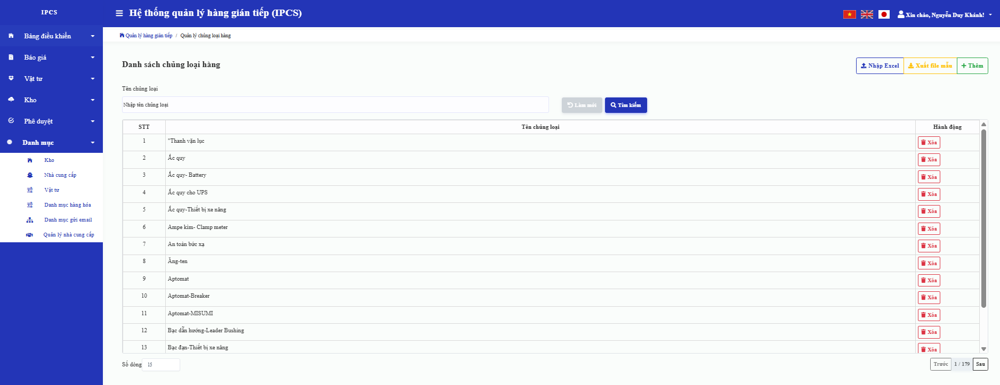 IPCS
Hệ thống quản lý hàng gián tiếp (IPCS)
Xin chào, Nguyễn Duy Khánh!
Bảng điều khiển
Báo giá
Vật tư
Kho
Phê duyệt
Danh mục
Kho
Nhà cung cấp
Vật tư
Danh mục hàng hóa
Danh mục gửi email
Quản lý nhà cung cấp
Quản lý hàng gián tiếp / Quản lý chủng loại hàng
Danh sách chủng loại hàng
Nhập Excel Xuất file mẫu Thêm
Tên chủng loại
Nhập tên chủng loại
Làm mới Tìm kiếm
STT Tên chủng loại Hành động
1 "Thanh vặn lục Xóa
2 Ắc quy Xóa
3 Ắc quy- Battery Xóa
4 Ắc quy cho UPS Xóa
5 Ắc quy-Thiết bị xe nâng Xóa
6 Ampe kìm- Clamp meter Xóa
7 An toàn bức xạ Xóa
8 Ăng-ten Xóa
9 Aptomat Xóa
10 Aptomat-Breaker Xóa
11 Aptomat-MISUMI Xóa
12 Bạc dẫn hướng-Leader Bushing Xóa
13 Bạc đạn-Thiết bị xe nâng Xóa
Số dòng 15
Trước 1 / 179 Sau